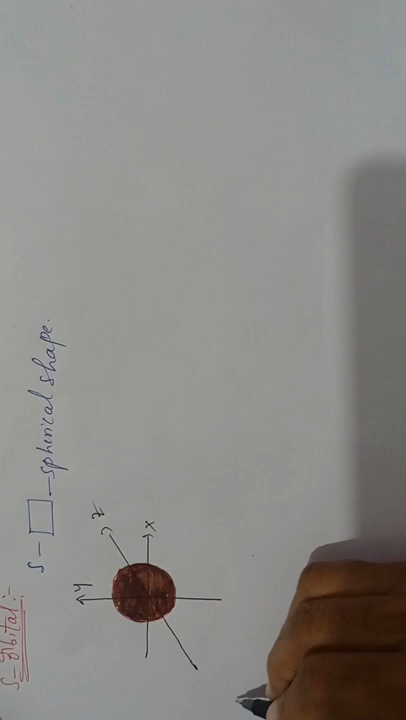 S-Orbital:-
S - □ - spherical shape.
y
z
x